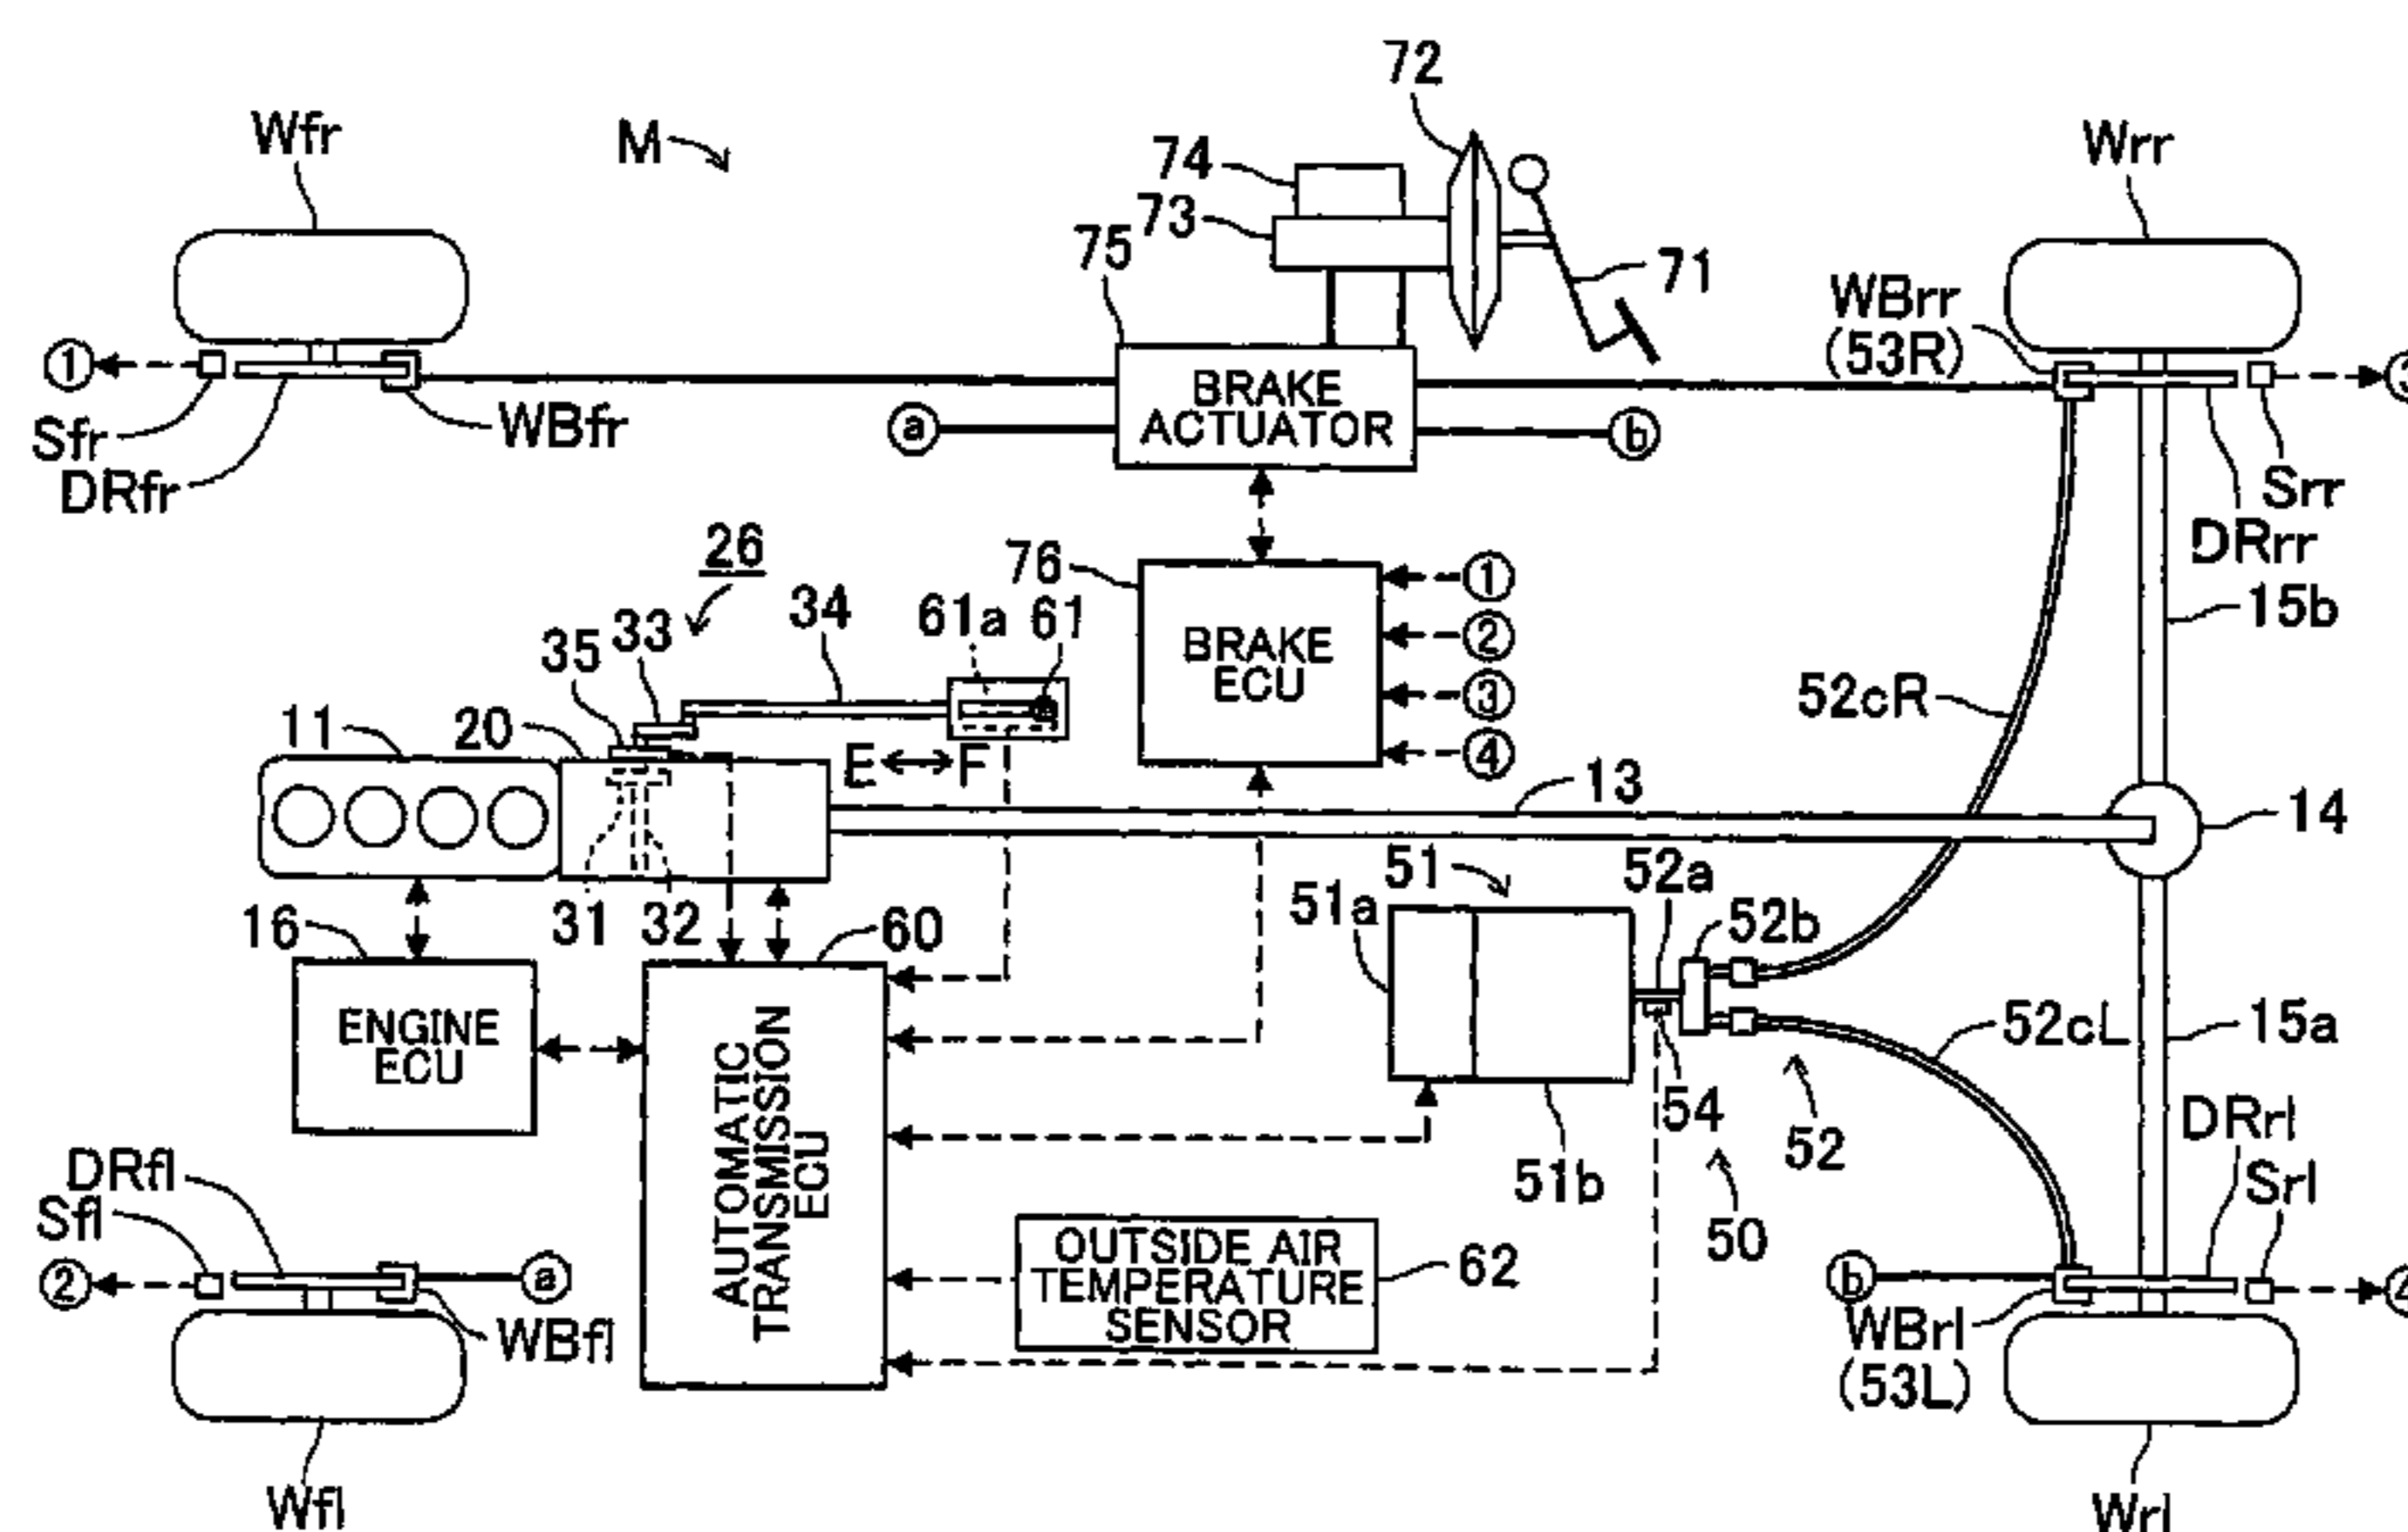 72
Wfr
M
74
Wrr
73
75
71
WBrr
(53R)
①
③
BRAKE
ACTUATOR
ⓐ
ⓑ
Sfr
WBfr
DRfr
Srr
DRrr
26
76
①
15b
61a
61
34
33
35
②
BRAKE
ECU
③
52cR
11
20
④
E
F
13
14
51
52a
51a
31
32
60
52b
16
ENGINE
ECU
AUTOMATIC
TRANSMISSION
ECU
52cL
15a
54
52
DRrl
51b
Srl
50
DRfl
Sfl
OUTSIDE AIR
TEMPERATURE
SENSOR
62
②
ⓐ
ⓑ
④
WBfl
WBrl
(53L)
Wfl
Wrl